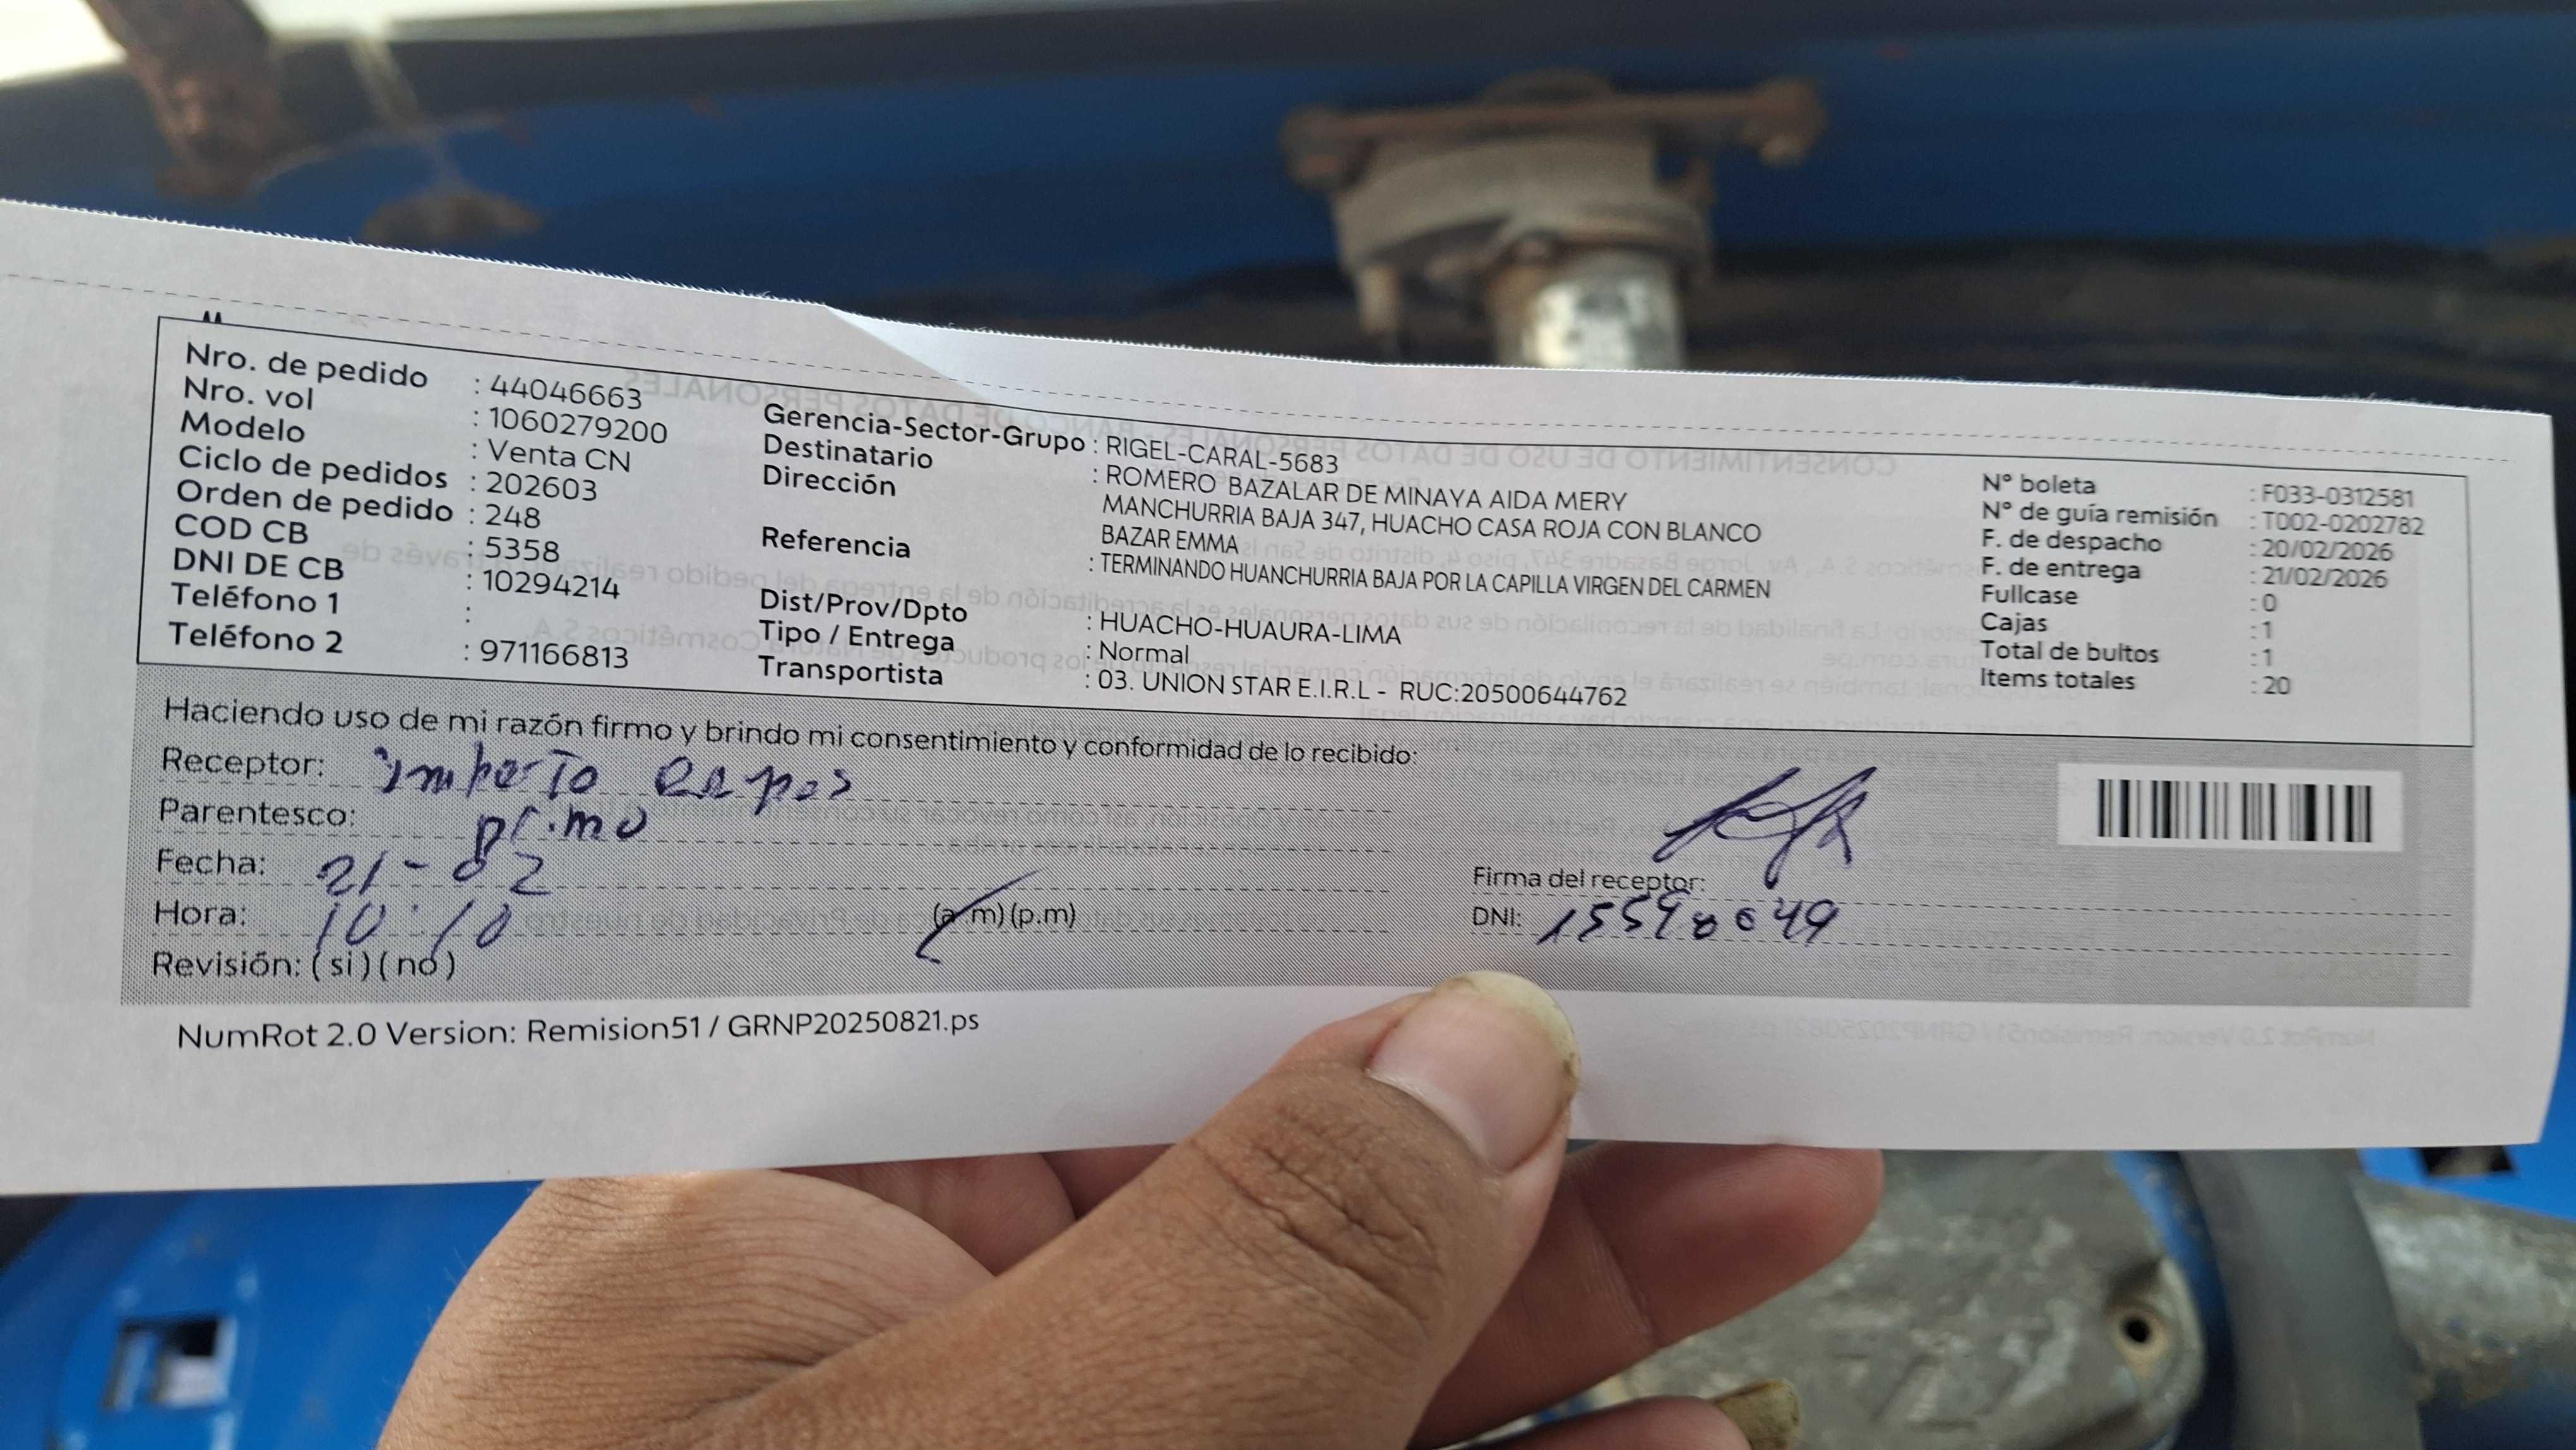 Nro. de pedido : 44046663
Nro. vol : 1060279200
Modelo : Venta CN
Ciclo de pedidos : 202603
Orden de pedido : 248
COD CB : 5358
DNI DE CB : 10294214
Teléfono 1 :
Teléfono 2 : 971166813
Gerencia-Sector-Grupo : RIGEL-CARAL-5683
Destinatario : ROMERO BAZALAR DE MINAYA AIDA MERY
Dirección MANCHURRIA BAJA 347, HUACHO CASA ROJA CON BLANCO
BAZAR EMMA
Referencia : TERMINANDO HUANCHURRIA BAJA POR LA CAPILLA VIRGEN DEL CARMEN
Dist/Prov/Dpto : HUACHO-HUAURA-LIMA
Tipo / Entrega : Normal
Transportista : 03. UNION STAR E.I.R.L - RUC:20500644762
N° boleta : F033-0312581
N° de guía remisión : T002-0202782
F. de despacho : 20/02/2026
F. de entrega : 21/02/2026
Fullcase : 0
Cajas : 1
Total de bultos : 1
Items totales : 20
Haciendo uso de mi razón firmo y brindo mi consentimiento y conformidad de lo recibido:
Receptor:
Parentesco: primo
Fecha: 21-02
Hora: 10:10 (a.m) (p.m)
Revisión: ( si ) ( no )
Firma del receptor:
DNI:
NumRot 2.0 Version: Remision51 / GRNP20250821.ps